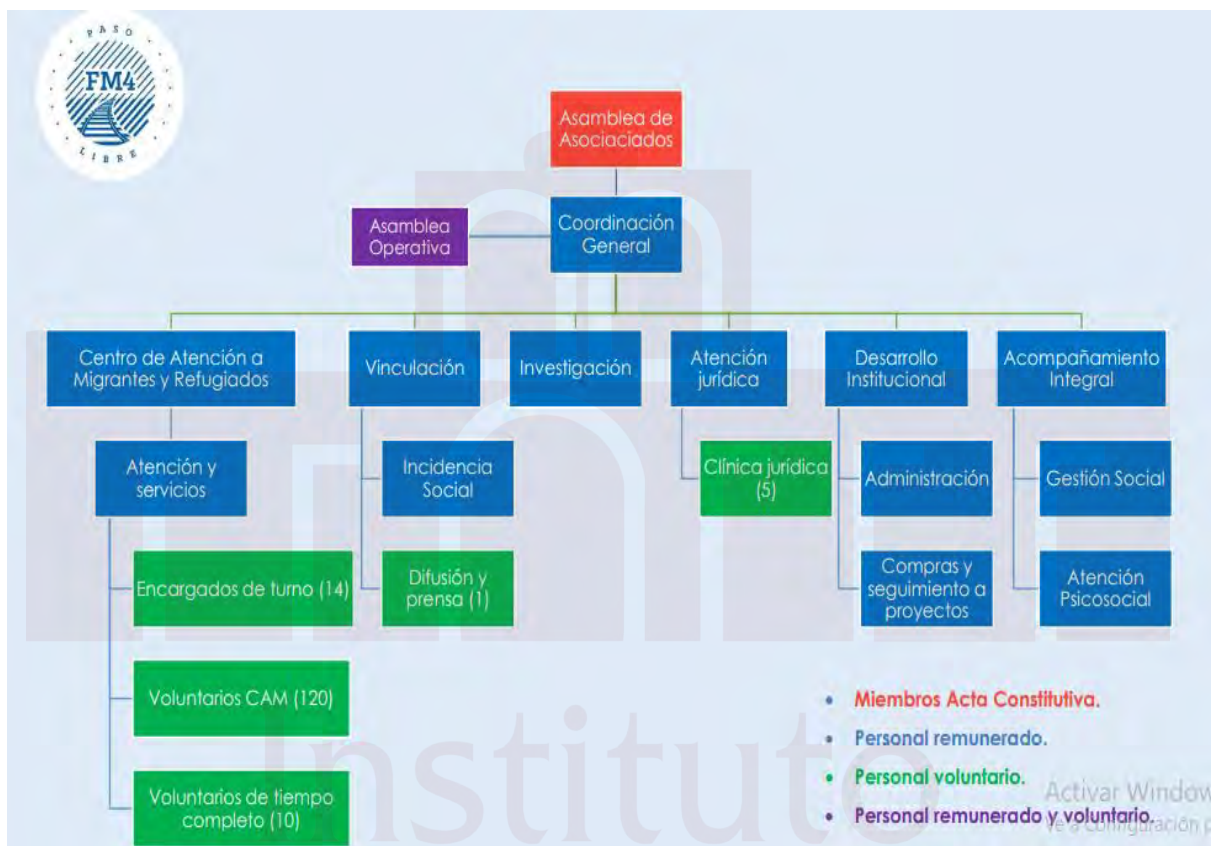 PASO
FM4
LIBRE
Asamblea de
Asociaciados
Asamblea
Operativa
Coordinación
General
Centro de Atención a
Migrantes y Refugiados
Vinculación
Investigación
Atención
jurídica
Desarrollo
Institucional
Acompañamiento
Integral
Atención y
servicios
Incidencia
Social
Clínica jurídica
(5)
Administración
Gestión Social
Encargados de turno (14)
Difusión y
prensa (1)
Compras y
seguimiento a
proyectos
Atención
Psicosocial
Voluntarios CAM (120)
Voluntarios de tiempo
completo (10)
• Miembros Acta Constitutiva.
• Personal remunerado.
• Personal voluntario.
• Personal remunerado y voluntario.
Activar Window
Ve a Configuración p
Instituto